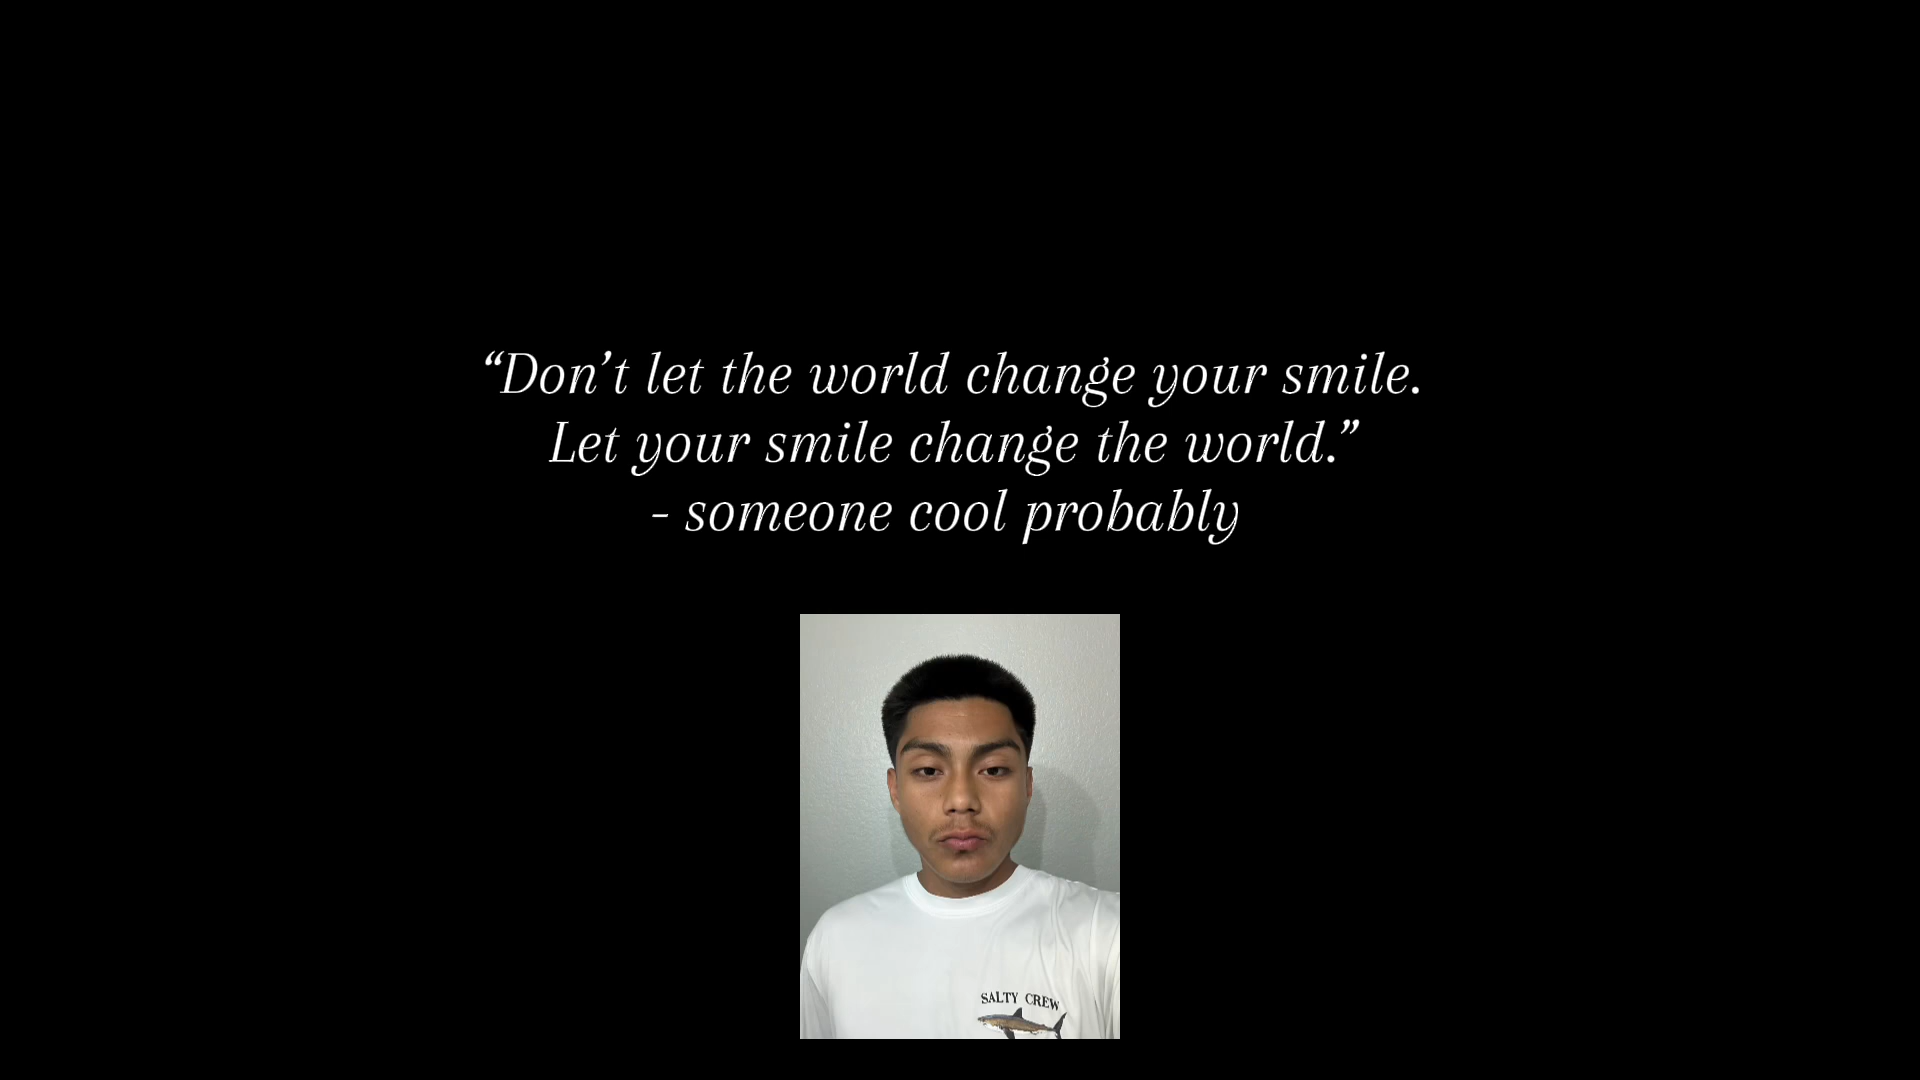 “Don’t let the world change your smile.
Let your smile change the world.”
- someone cool probably
SALTY CREW